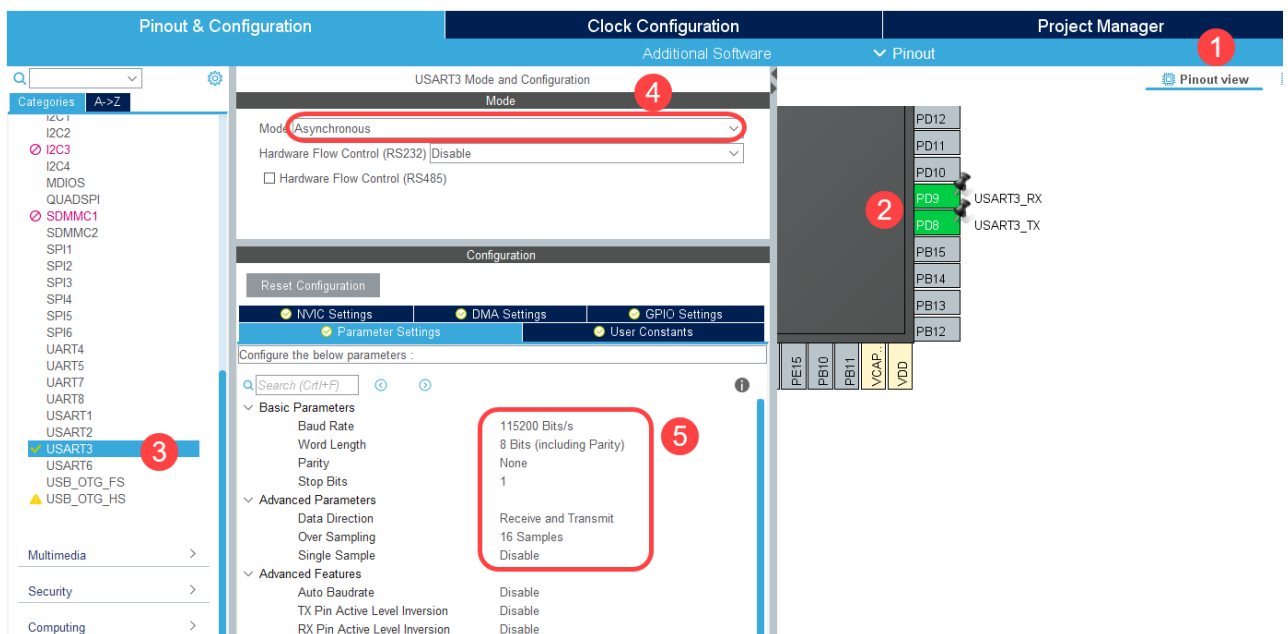 Pinout & Configuration
Clock Configuration
Project Manager
Additional Software
Pinout
1
Pinout view
Categories
A->Z
I2C1
I2C2
I2C3
I2C4
MDIOS
QUADSPI
SDMMC1
SDMMC2
SPI1
SPI2
SPI3
SPI4
SPI5
SPI6
UART4
UART5
UART7
UART8
USART1
USART2
USART3
3
USART6
USB_OTG_FS
USB_OTG_HS
Multimedia
Security
Computing
USART3 Mode and Configuration
Mode
4
Mode Asynchronous
Hardware Flow Control (RS232) Disable
Hardware Flow Control (RS485)
Configuration
Reset Configuration
NVIC Settings
DMA Settings
GPIO Settings
Parameter Settings
User Constants
Configure the below parameters :
Search (Crtl+F)
Basic Parameters
Baud Rate 115200 Bits/s
Word Length 8 Bits (including Parity)
Parity None
Stop Bits 1
5
Advanced Parameters
Data Direction Receive and Transmit
Over Sampling 16 Samples
Single Sample Disable
Advanced Features
Auto Baudrate Disable
TX Pin Active Level Inversion Disable
RX Pin Active Level Inversion Disable
PD12
PD11
PD10
2
PD9 USART3_RX
PD8 USART3_TX
PB15
PB14
PB13
PB12
PE15
PB10
PB11
VCAP..
VDD